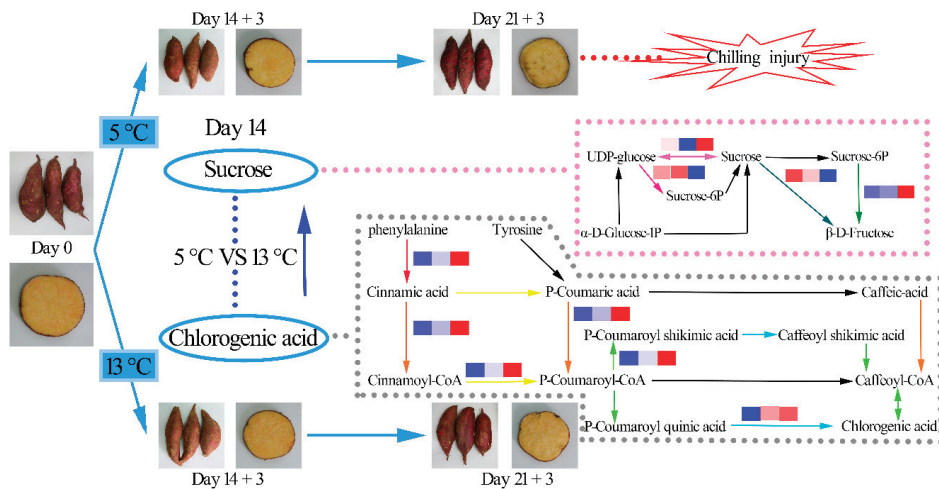 Day 14 + 3
Day 21 + 3
Chilling injury
5 °C
Day 14
Sucrose
UDP-glucose
Sucrose
Sucrose-6P
Sucrose-6P
α-D-Glucose-1P
β-D-Fructose
Day 0
5 °C VS 13 °C
phenylalanine
Tyrosine
Cinnamic acid
P-Coumaric acid
Caffeic-acid
Chlorogenic acid
P-Coumaroyl shikimic acid
Caffeoyl shikimic acid
13 °C
Cinnamoyl-CoA
P-Coumaroyl-CoA
Caffeoyl-CoA
P-Coumaroyl quinic acid
Chlorogenic acid
Day 14 + 3
Day 21 + 3